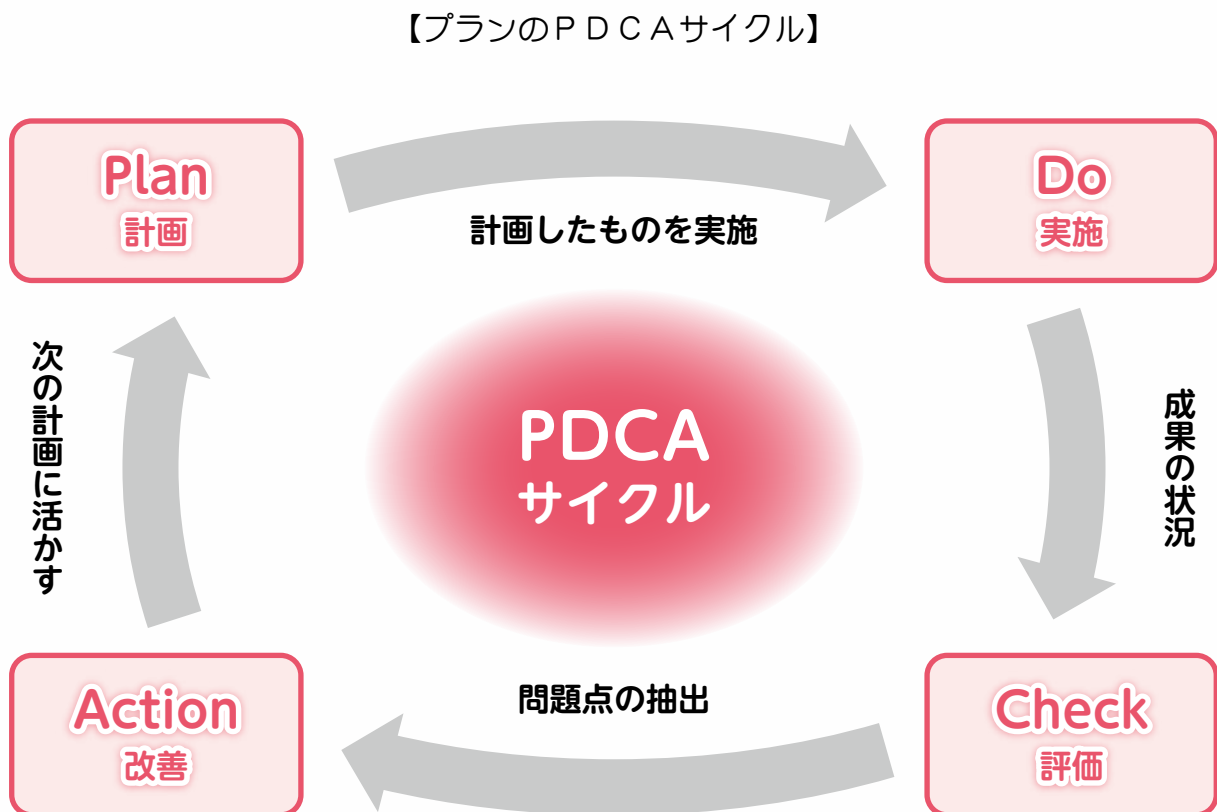 【プランのＰＤＣＡサイクル】
Plan
計画
計画したものを実施
Do
実施
成果の状況
Check
評価
問題点の抽出
Action
改善
次の計画に活かす
PDCA
サイクル